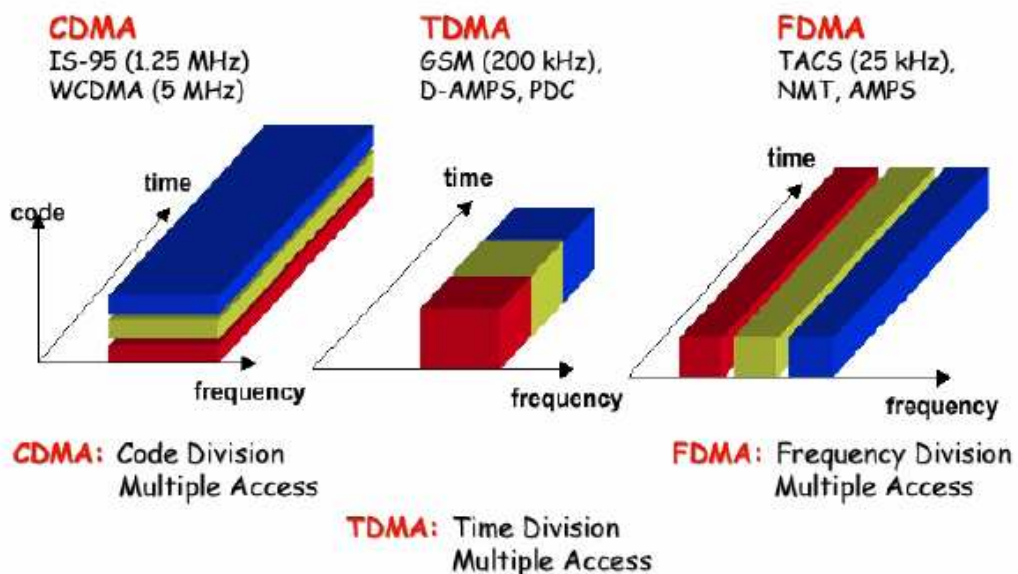 CDMA
IS-95 (1.25 MHz)
WCDMA (5 MHz)
TDMA
GSM (200 kHz),
D-AMPS, PDC
FDMA
TACS (25 kHz),
NMT, AMPS
code
time
frequency
time
frequency
time
frequency
CDMA: Code Division
Multiple Access
TDMA: Time Division
Multiple Access
FDMA: Frequency Division
Multiple Access